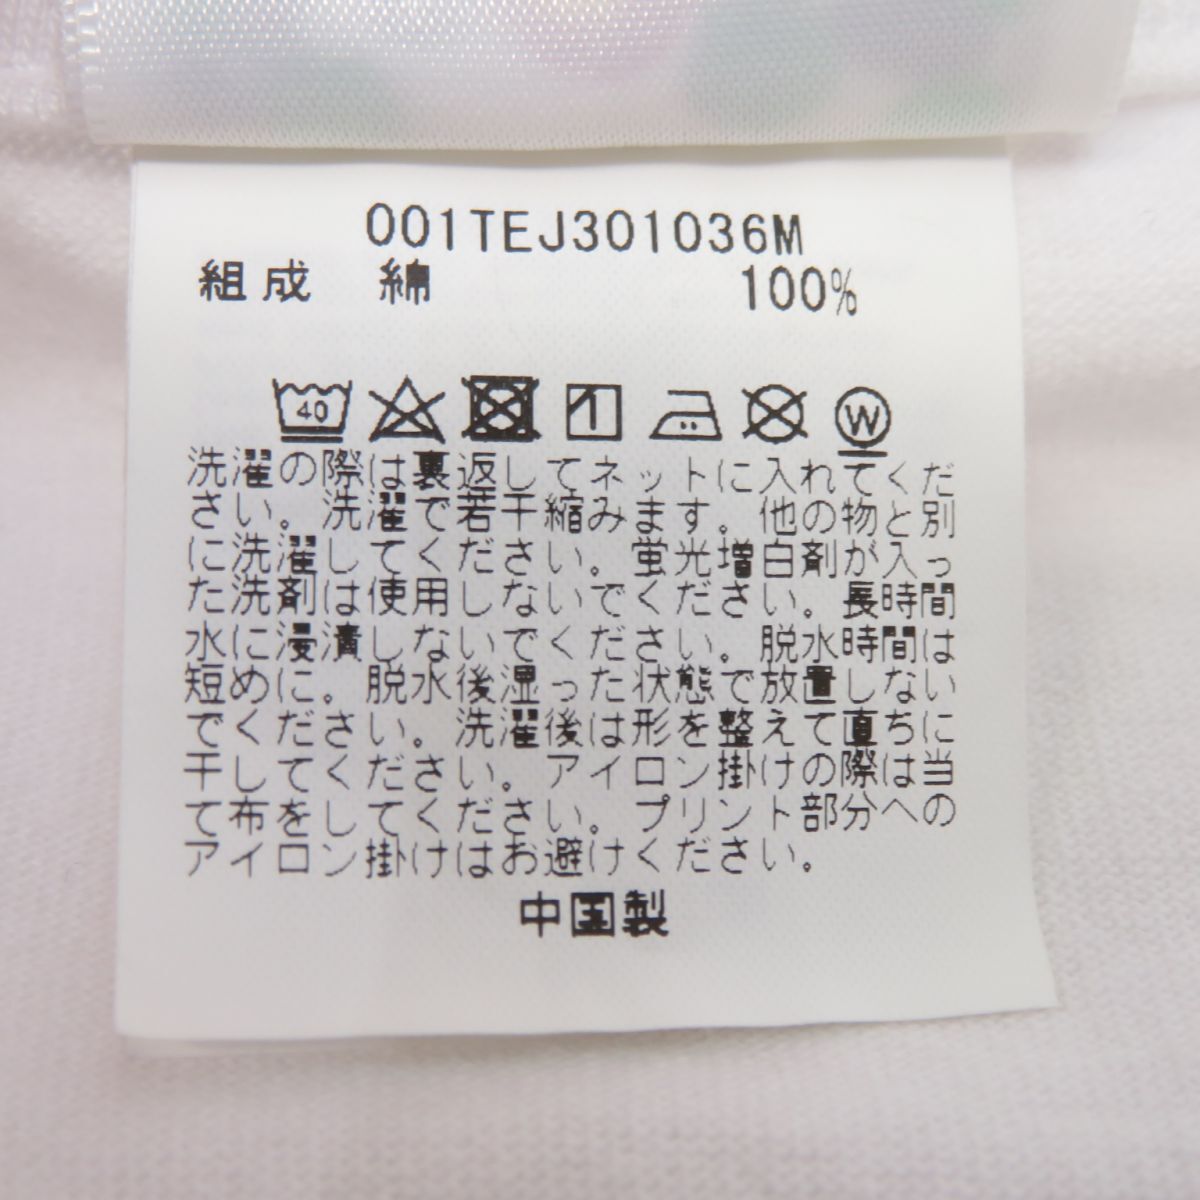 001TEJ301036M
組成 綿 100%
40 W
洗濯の際は裏返してネットに入れてくだ
さい。洗濯で若干縮みます。他の物と別
に洗濯してください。蛍光増白剤が入っ
た洗剤は使用しないでください。長時間
水に浸漬しないでください。脱水時間は
短めに。脱水後湿った状態で放置しない
でください。洗濯後は形を整えて直ちに
干してください。アイロン掛けの際は当
て布をしてください。プリント部分への
アイロン掛けはお避けください。
中国製